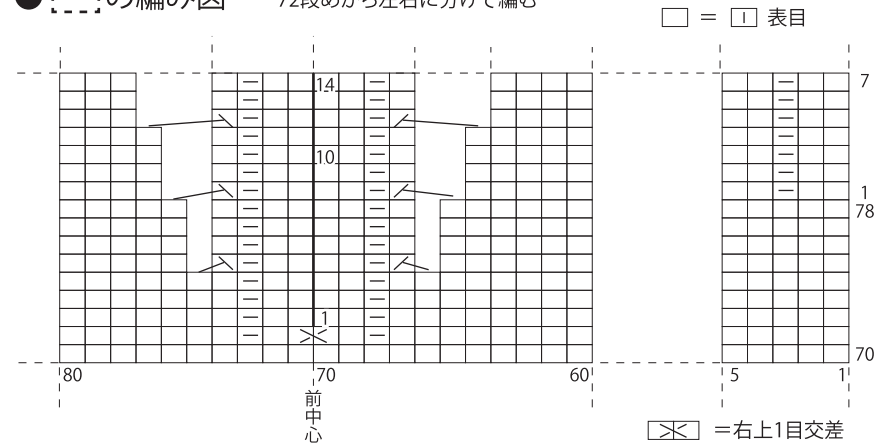 の編み図 72段めから左右に分けて編む
= 表目
14
7
10
1
78
1
70
80 70 60 5 1
前中心
=右上1目交差